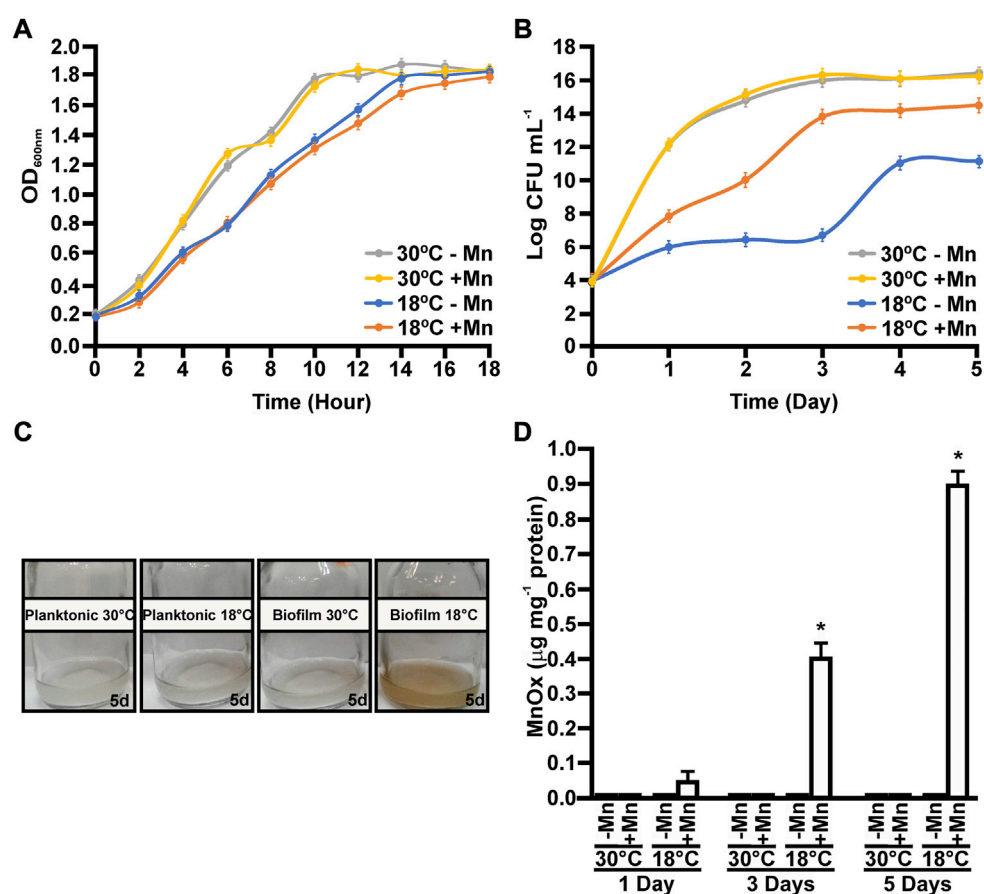 A
2.0
1.8
1.6
1.4
1.2
1.0
0.8
0.6
0.4
0.2
0.0
OD600nm
0 2 4 6 8 10 12 14 16 18
Time (Hour)
30ºC - Mn
30ºC +Mn
18ºC - Mn
18ºC +Mn
B
18
16
14
12
10
8
6
4
2
0
Log CFU mL-1
0 1 2 3 4 5
Time (Day)
30ºC - Mn
30ºC +Mn
18ºC - Mn
18ºC +Mn
C
Planktonic 30°C
5d
Planktonic 18°C
5d
Biofilm 30°C
5d
Biofilm 18°C
5d
D
1.0
0.9
0.8
0.7
0.6
0.5
0.4
0.3
0.2
0.1
0.0
MnOx (µg mg-1 protein)
*
*
-Mn +Mn -Mn +Mn -Mn +Mn -Mn +Mn -Mn +Mn -Mn +Mn
30°C 18°C 30°C 18°C 30°C 18°C
1 Day 3 Days 5 Days